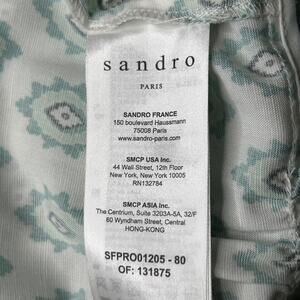 sandro
PARIS
SANDRO FRANCE
150 boulevard Haussmann
75008 Paris
www.sandro-paris.com
SMCP USA Inc.
44 Wall Street, 12th Floor
New York, New York 10005
RN132784
SMCP ASIA Inc.
The Centrium, Suite 3203A-5A, 32/F
60 Wyndham Street, Central
HONG-KONG
SFPRO01205 - 80
OF: 131875